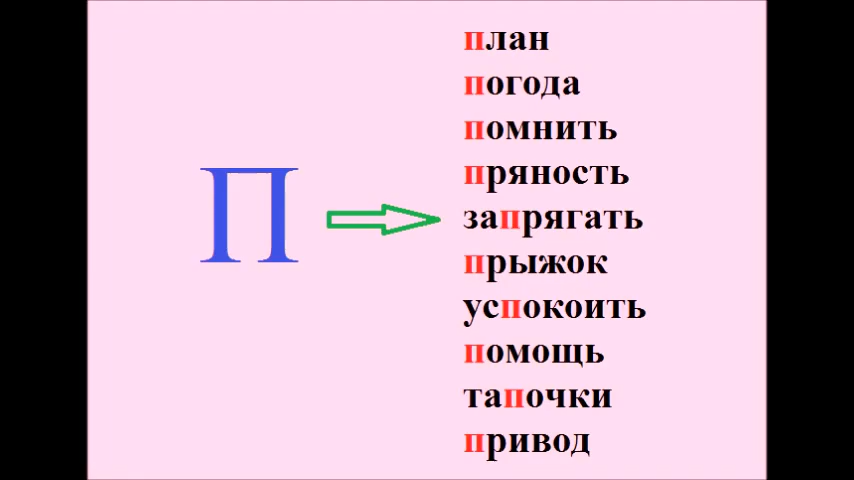 П
план
погода
помнить
пряность
запрягать
прыжок
успокоить
помощь
тапочки
привод